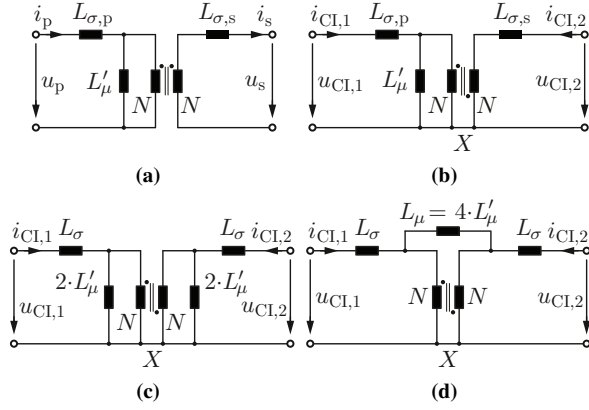 i_p L_σ,p L_σ,s i_s
u_p L'_μ N N u_s
(a)
i_CI,1 L_σ,p L_σ,s i_CI,2
u_CI,1 L'_μ N N u_CI,2
X
(b)
i_CI,1 L_σ L_σ i_CI,2
u_CI,1 2·L'_μ N N 2·L'_μ u_CI,2
X
(c)
L_μ = 4·L'_μ
i_CI,1 L_σ L_σ i_CI,2
u_CI,1 N N u_CI,2
X
(d)